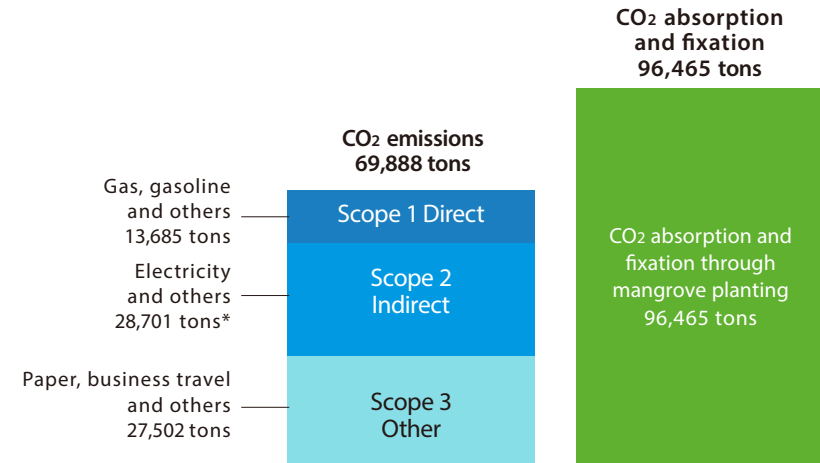 CO2 absorption
and fixation
96,465 tons
CO2 emissions
69,888 tons
Gas, gasoline
and others
13,685 tons
Scope 1 Direct
Electricity
and others
28,701 tons*
Scope 2
Indirect
Paper, business travel
and others
27,502 tons
Scope 3
Other
CO2 absorption and
fixation through
mangrove planting
96,465 tons